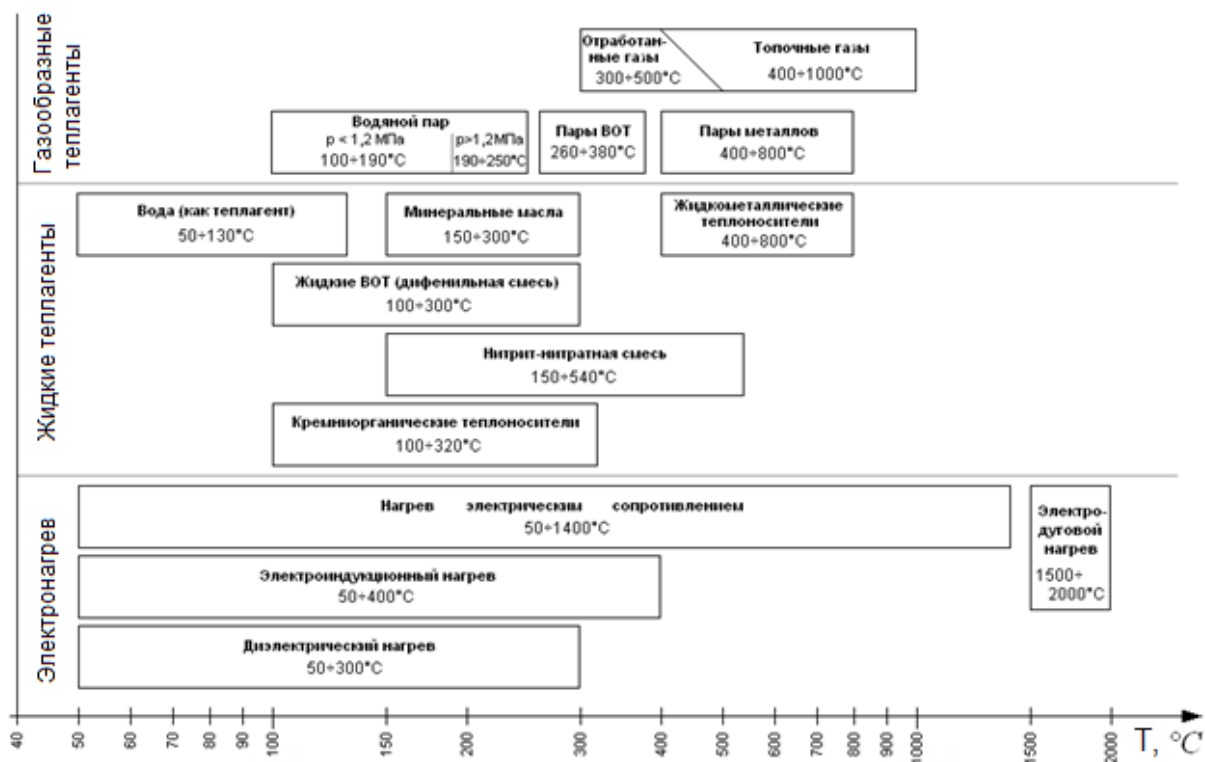 Газообразные
теплагенты
Отработан-
ные газы
300÷500°C
Топочные газы
400÷1000°C
Водяной пар
p < 1,2 МПа
100÷190°C
p>1,2МПа
190÷250°C
Пары ВОТ
260÷380°C
Пары металлов
400÷800°C
Жидкие теплагенты
Вода (как теплагент)
50÷130°C
Минеральные масла
150÷300°C
Жидкометаллические
теплоносители
400÷800°C
Жидкие ВОТ (дифенильная смесь)
100÷300°C
Нитрит-нитратная смесь
150÷540°C
Кремниорганические теплоносители
100÷320°C
Электронагрев
Нагрев электрическим сопротивлением
50÷1400°C
Электро-
дуговой
нагрев
1500÷
2000°C
Электроиндукционный нагрев
50÷400°C
Диэлектрический нагрев
50÷300°C
40 50 60 70 80 90 100 150 200 300 400 500 600 700 800 1000 1500 2000
T, °C